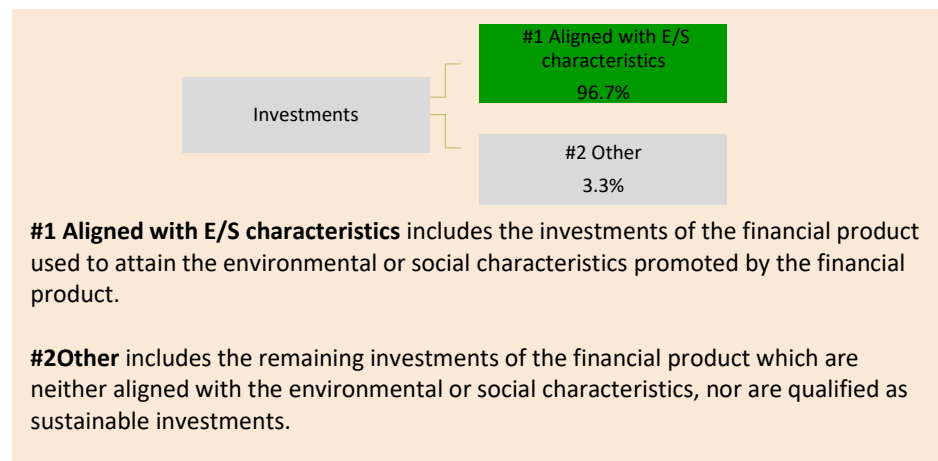 #1 Aligned with E/S
characteristics
96.7%
Investments
#2 Other
3.3%
#1 Aligned with E/S characteristics includes the investments of the financial product
used to attain the environmental or social characteristics promoted by the financial
product.
#2Other includes the remaining investments of the financial product which are
neither aligned with the environmental or social characteristics, nor are qualified as
sustainable investments.